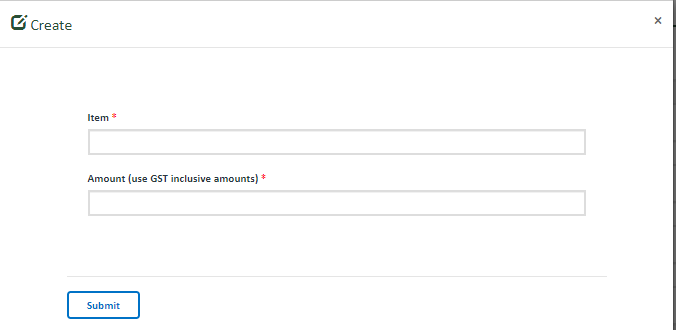 Create
×
Item *
Amount (use GST inclusive amounts) *
Submit